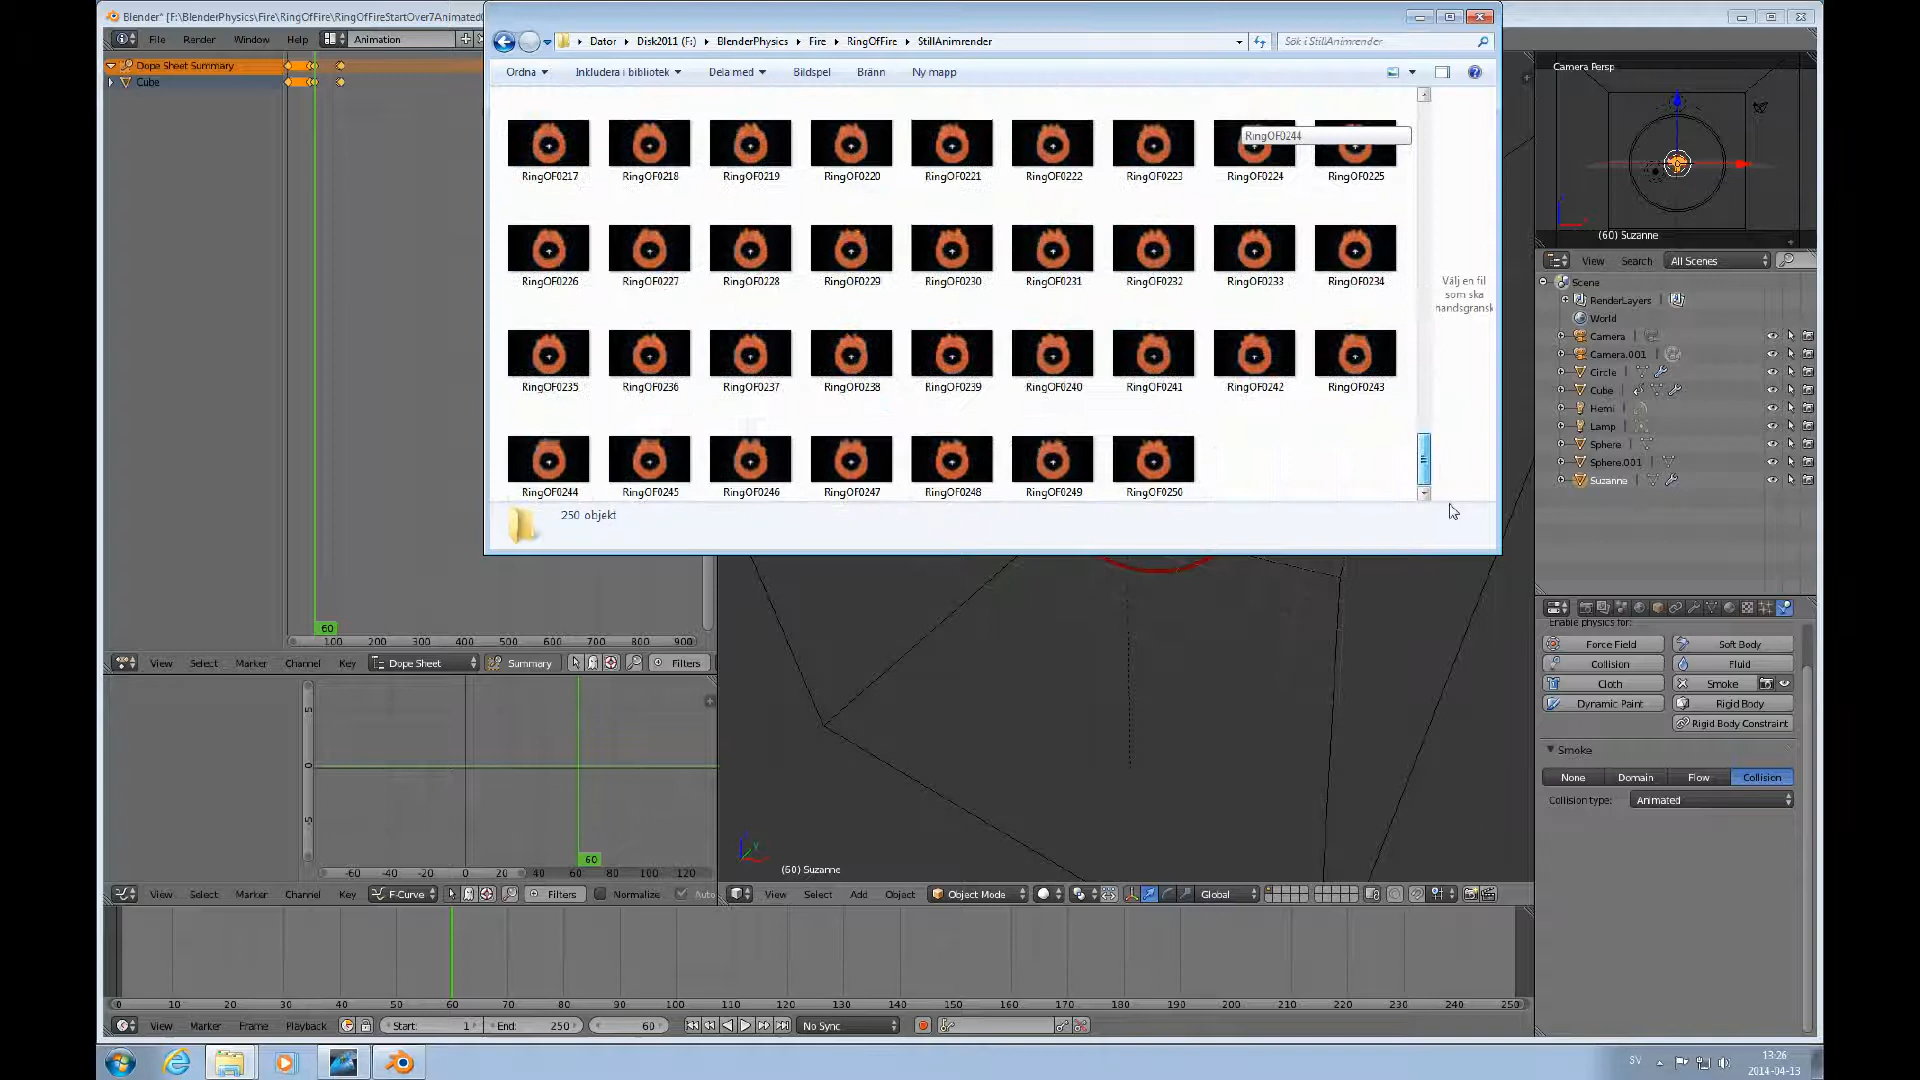 Blender* [F:\BlenderPhysics\Fire\RingOfFire\RingOfFireStartOver7Animated
File Render Window Help Animation
Dope Sheet Summary
Cube
Dator Disk2011 (F:) BlenderPhysics Fire RingOfFire StillAnimrender
Sök i StillAnimrender
Ordna Inkludera i bibliotek Dela med Bildspel Bränn Ny mapp
RingOF0244
RingOF0217 RingOF0218 RingOF0219 RingOF0220 RingOF0221 RingOF0222 RingOF0223 RingOF0224 RingOF0225
RingOF0226 RingOF0227 RingOF0228 RingOF0229 RingOF0230 RingOF0231 RingOF0232 RingOF0233 RingOF0234
RingOF0235 RingOF0236 RingOF0237 RingOF0238 RingOF0239 RingOF0240 RingOF0241 RingOF0242 RingOF0243
RingOF0244 RingOF0245 RingOF0246 RingOF0247 RingOF0248 RingOF0249 RingOF0250
Välj en fil
som ska
handsgransk
250 objekt
Camera Persp
(60) Suzanne
View Search All Scenes
Scene
RenderLayers
World
Camera
Camera.001
Circle
Cube
Hemi
Lamp
Sphere
Sphere.001
Suzanne
Enable physics for:
Force Field Soft Body
Collision Fluid
Cloth Smoke
Dynamic Paint Rigid Body
Rigid Body Constraint
Smoke
None Domain Flow Collision
Collision type: Animated
60
100 200 300 400 500 600 700 800 900
View Select Marker Channel Key Dope Sheet Summary Filters
5
0
-5
60
-60 -40 -20 0 20 40 60 80 100 120
View Select Marker Channel Key F-Curve Filters Normalize Auto
(60) Suzanne
View Select Add Object Object Mode Global
0 10 20 30 40 50 60 70 80 90 100 110 120 130 140 150 160 170 180 190 200 210 220 230 240 250
View Marker Frame Playback Start: 1 End: 250 60 No Sync
SV
13:26
2014-04-13